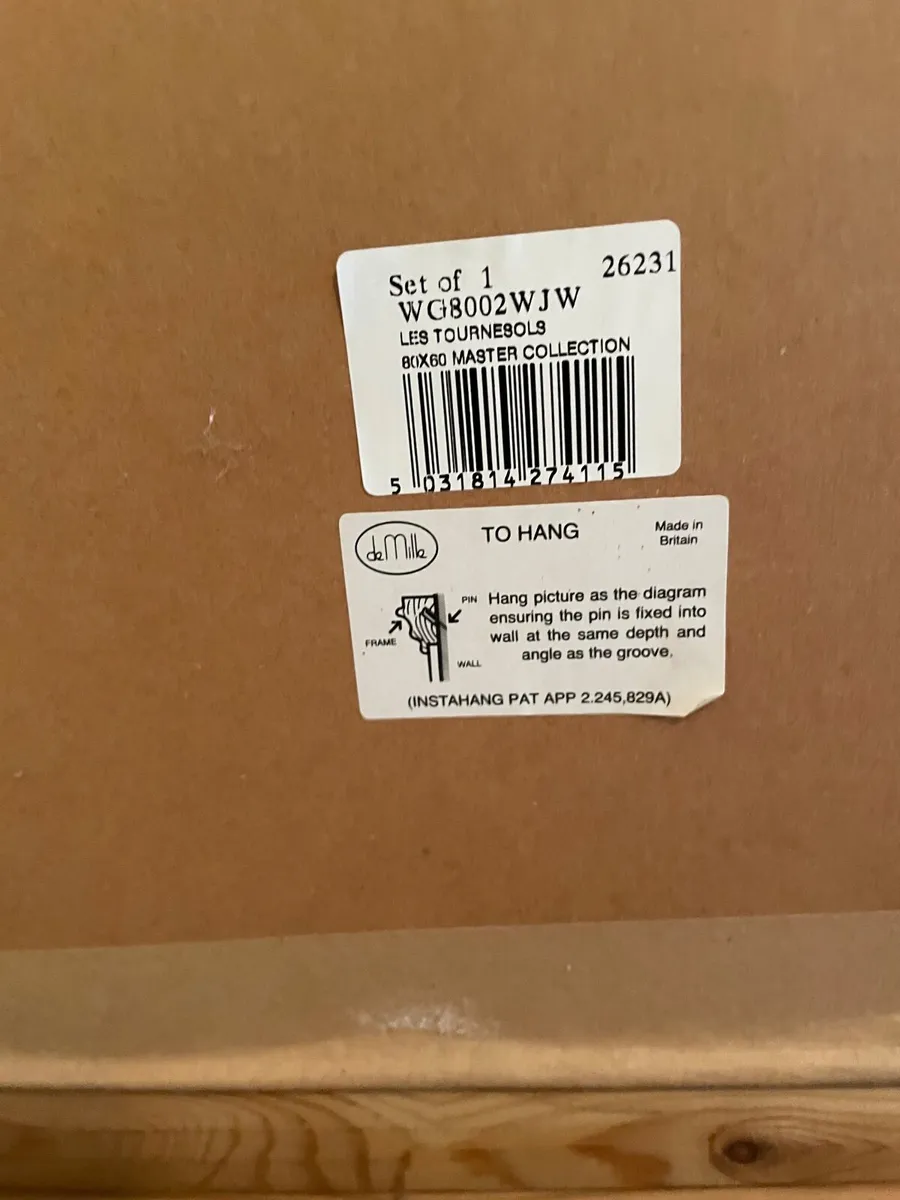 Set of 1 26231
WG8002WJW
LES TOURNESOLS
80X60 MASTER COLLECTION
5 031814 274115
deMille TO HANG Made in
Britain
PIN
FRAME
WALL
Hang picture as the diagram
ensuring the pin is fixed into
wall at the same depth and
angle as the groove.
(INSTAHANG PAT APP 2.245,829A)